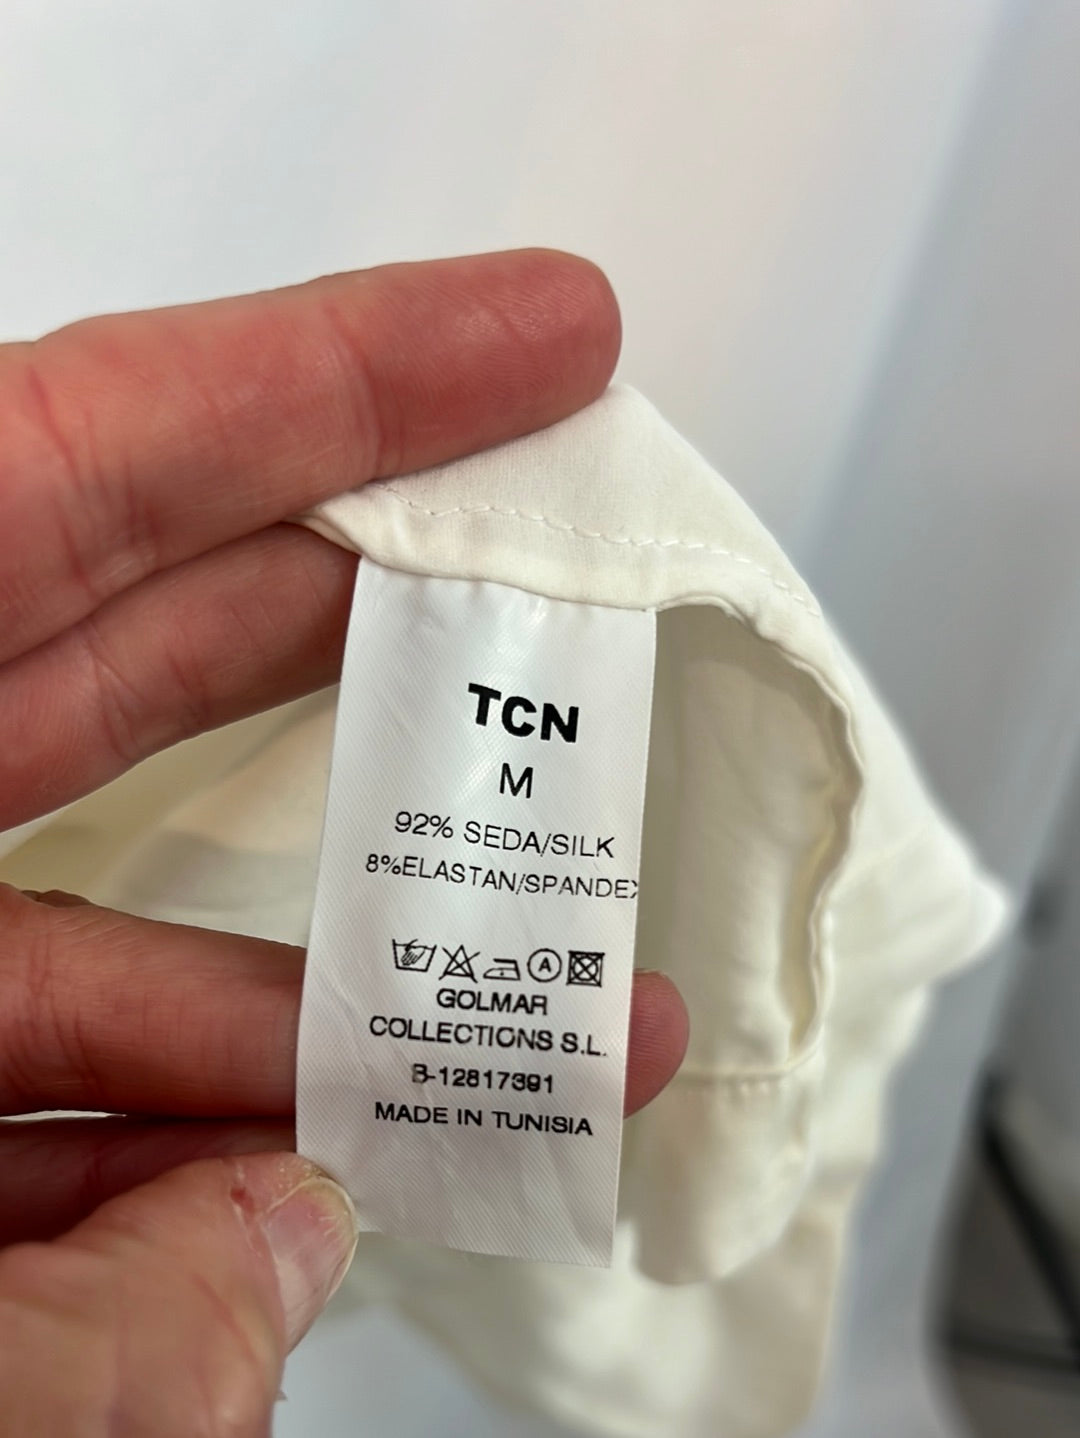 TCN
M
92% SEDA/SILK
8%ELASTAN/SPANDEX
A
GOLMAR
COLLECTIONS S.L.
B-12817391
MADE IN TUNISIA